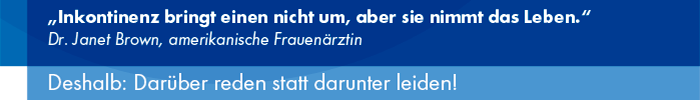 „Inkontinenz bringt einen nicht um, aber sie nimmt das Leben.“
Dr. Janet Brown, amerikanische Frauenärztin
Deshalb: Darüber reden statt darunter leiden!